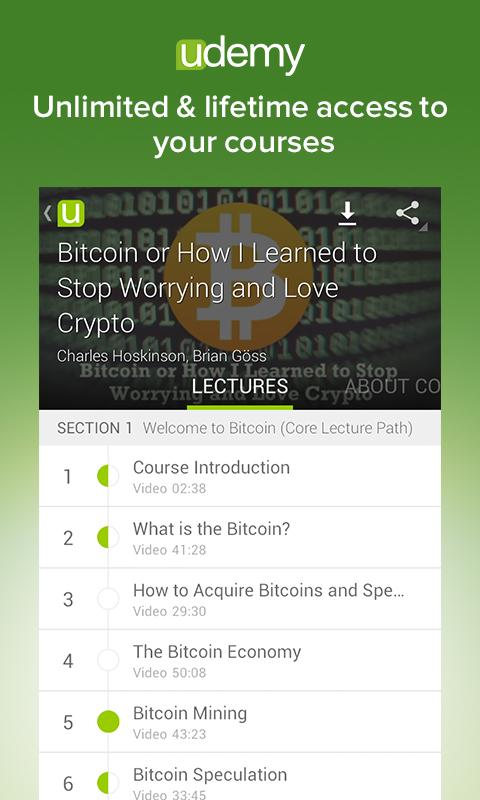 udemy
Unlimited & lifetime access to
your courses
u
Bitcoin or How I Learned to
Stop Worrying and Love
Crypto
Charles Hoskinson, Brian Göss
Bitcoin or How I Learned to Stop
Worrying and Love Crypto
LECTURES
ABOUT CO
SECTION 1 Welcome to Bitcoin (Core Lecture Path)
1 Course Introduction
Video 02:38
2 What is the Bitcoin?
Video 41:28
3 How to Acquire Bitcoins and Spe...
Video 29:30
4 The Bitcoin Economy
Video 50:08
5 Bitcoin Mining
Video 43:23
6 Bitcoin Speculation
Video 33:45